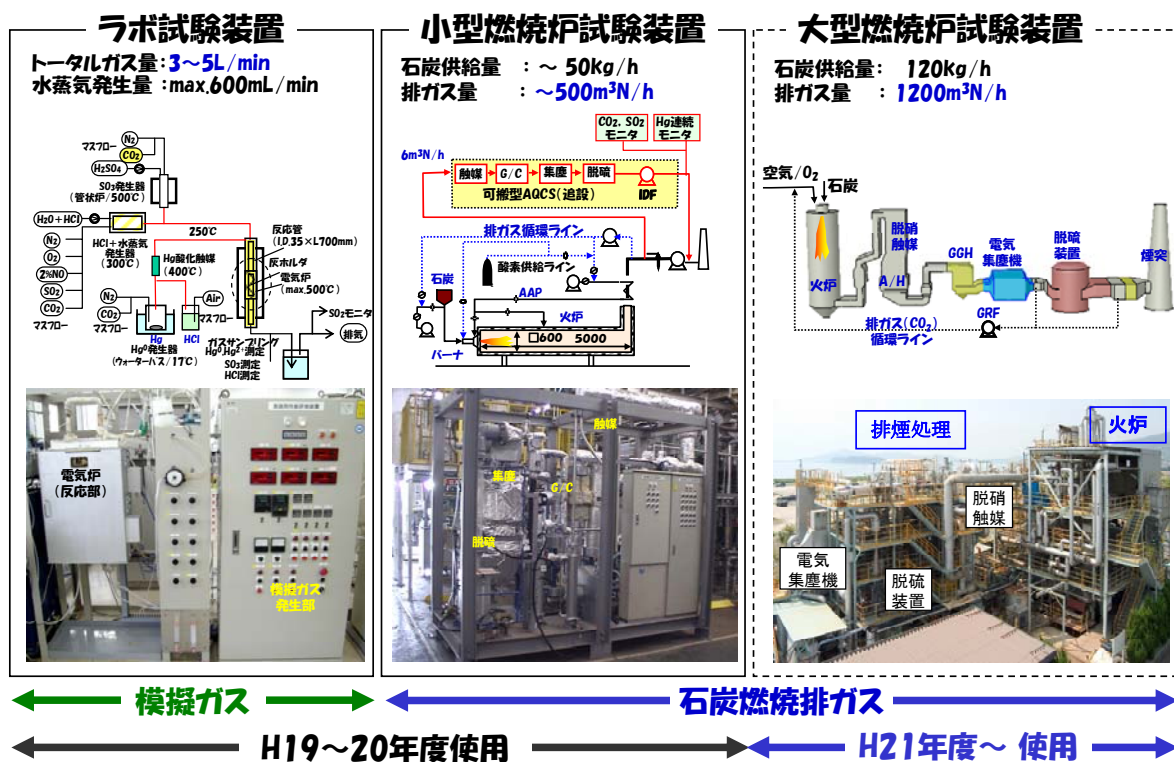 ラボ試験装置
トータルガス量:3～5L/min
水蒸気発生量:max.600mL/min
N₂
マスフロー
CO₂
H₂SO₄
SO₃発生器
(管状炉/500℃)
H₂O+HCl
250℃
HCl+水蒸気
発生器
(300℃)
N₂
O₂
2%NO
SO₂
CO₂
マスフロー
Hg酸化触媒
(400℃)
反応管
(I.D.35×L700mm)
反ホルダ
電気炉
(max.500℃)
N₂
CO₂
マスフロー
Air
マスフロー
Hg
HCl
Hg⁰発生器
(ウォーターバス/17℃)
ガスサンプリング
Hg⁰,Hg²⁺測定
SO₃測定
HCl測定
SO₂モニタ
排気
電気炉
(反応部)
模擬ガス
発生部
小型燃焼炉試験装置
石炭供給量 :～50kg/h
排ガス量 :～500m³N/h
CO₂, SO₂
モニタ
Hg連続
モニタ
6m³N/h
触媒
G/C
集塵
脱硫
可搬型AQCS(追設)
IDF
排ガス循環ライン
石炭
酸素供給ライン
AAP
火炉
バーナ
□600
5000
触媒
集塵
G/C
脱硫
大型燃焼炉試験装置
石炭供給量: 120kg/h
排ガス量 : 1200m³N/h
空気/O₂
石炭
火炉
脱硝
触媒
A/H
GGH
電気
集塵機
脱硫
装置
煙突
GRF
排ガス(CO₂)
循環ライン
排煙処理
火炉
脱硝
触媒
電気
集塵機
脱硫
装置
模擬ガス
石炭燃焼排ガス
H19～20年度使用
H21年度～ 使用